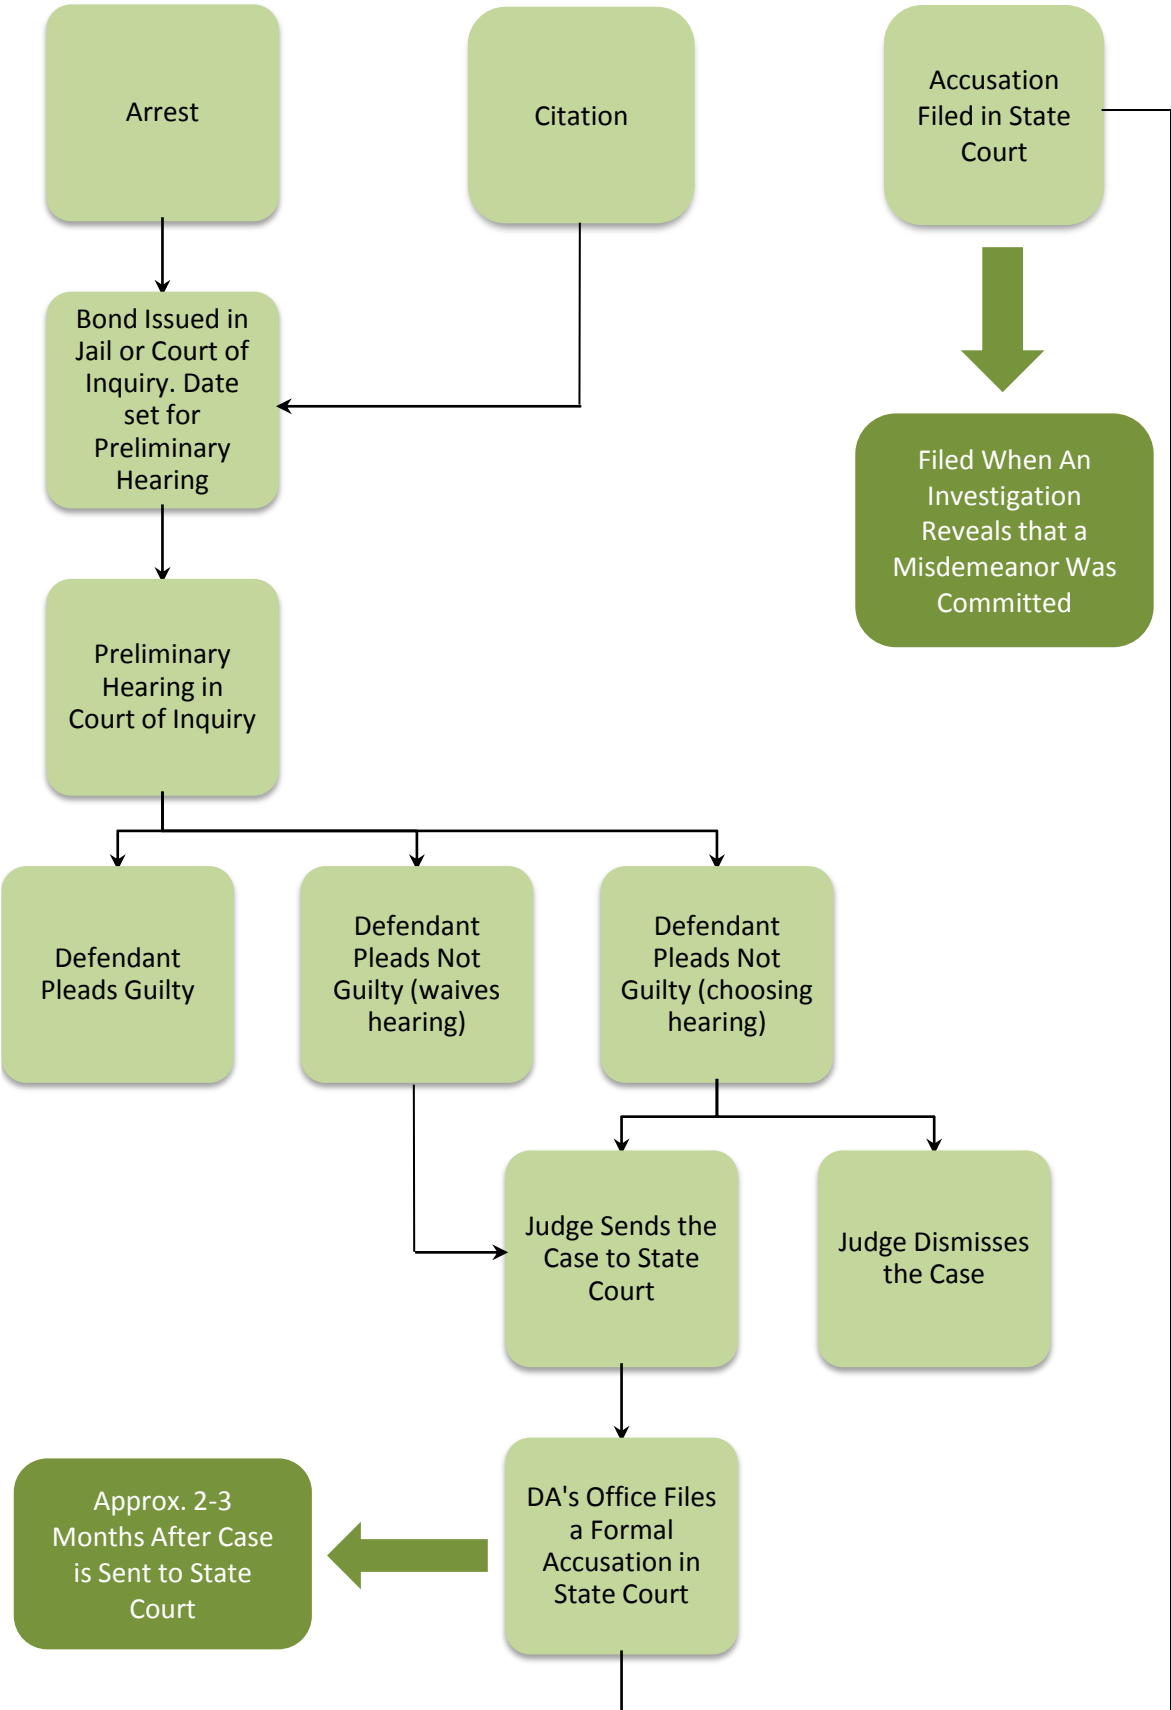 Arrest
Citation
Accusation
Filed in State
Court
Bond Issued in
Jail or Court of
Inquiry. Date
set for
Preliminary
Hearing
Filed When An
Investigation
Reveals that a
Misdemeanor Was
Committed
Preliminary
Hearing in
Court of Inquiry
Defendant
Pleads Guilty
Defendant
Pleads Not
Guilty (waives
hearing)
Defendant
Pleads Not
Guilty (choosing
hearing)
Judge Sends the
Case to State
Court
Judge Dismisses
the Case
Approx. 2-3
Months After Case
is Sent to State
Court
DA's Office Files
a Formal
Accusation in
State Court